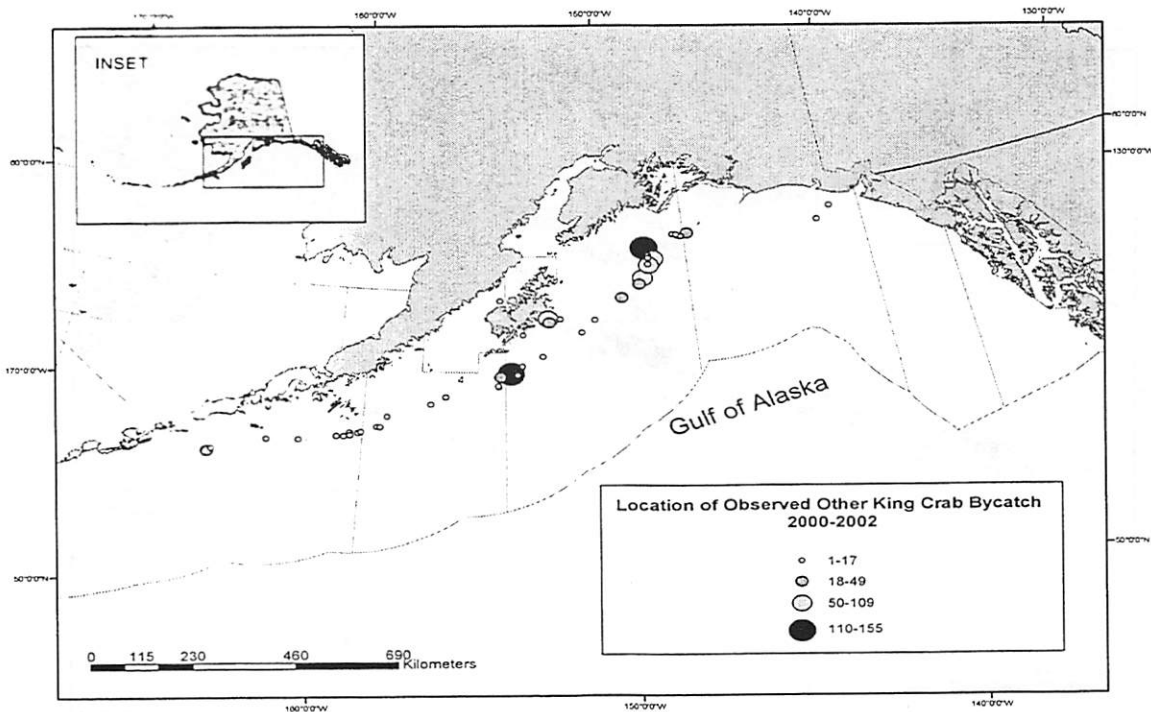 160°0'0"W
150°0'0"W
140°0'0"W
130°0'0"W
INSET
60°0'0"N
130°0'0"W
170°0'0"W
Gulf of Alaska
Location of Observed Other King Crab Bycatch
2000-2002
1-17
18-49
50-109
110-155
50°0'0"N
50°0'0"N
0 115 230 460 690
Kilometers
160°0'0"W
150°0'0"W
140°0'0"W